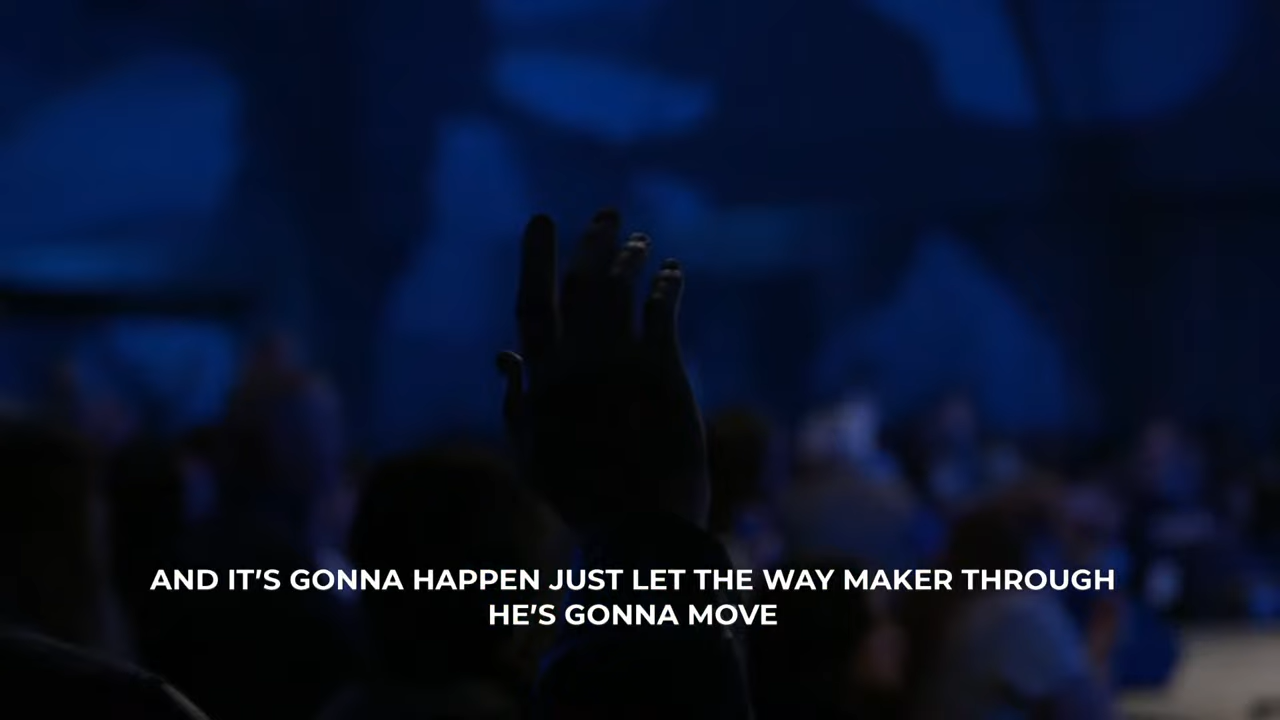 AND IT'S GONNA HAPPEN JUST LET THE WAY MAKER THROUGH
HE'S GONNA MOVE